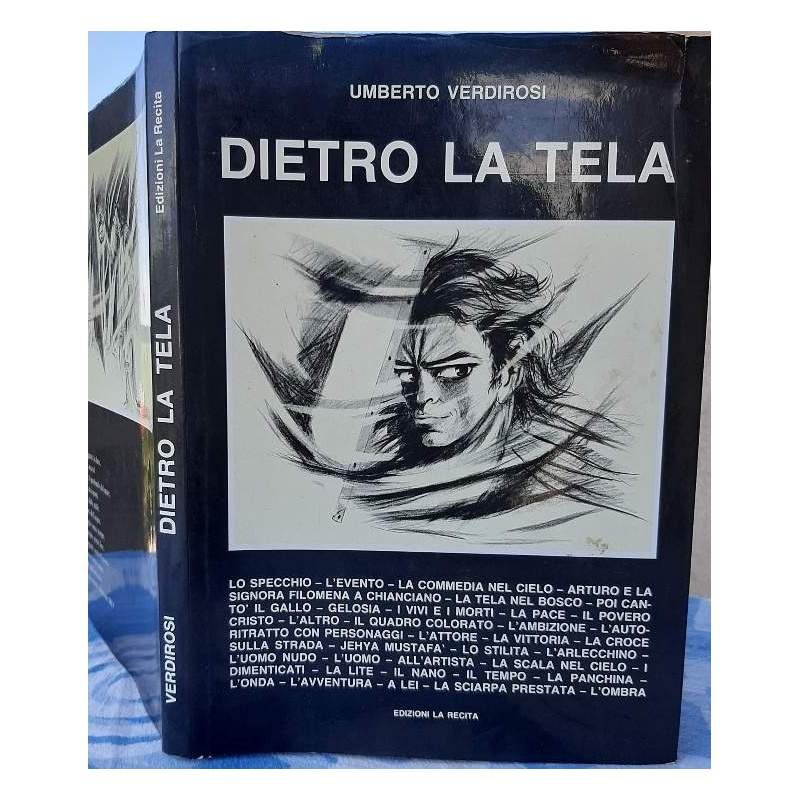 UMBERTO VERDIROSI
DIETRO LA TELA
LO SPECCHIO – L'EVENTO – LA COMMEDIA NEL CIELO – ARTURO E LA
SIGNORA FILOMENA A CHIANCIANO – LA TELA NEL BOSCO – POI CAN-
TO' IL GALLO – GELOSIA – I VIVI E I MORTI – LA PACE – IL POVERO
CRISTO – L'ALTRO – IL QUADRO COLORATO – L'AMBIZIONE – L'AUTO-
RITRATTO CON PERSONAGGI – L'ATTORE – LA VITTORIA – LA CROCE
SULLA STRADA – JEHYA MUSTAFA' – LO STILITA – L'ARLECCHINO –
L'UOMO NUDO – L'UOMO – ALL'ARTISTA – LA SCALA NEL CIELO – I
DIMENTICATI – LA LITE – IL NANO – IL TEMPO – LA PANCHINA –
L'ONDA – L'AVVENTURA – A LEI – LA SCIARPA PRESTATA – L'OMBRA
EDIZIONI LA RECITA
VERDIROSI DIETRO LA TELA Edizioni La Recita